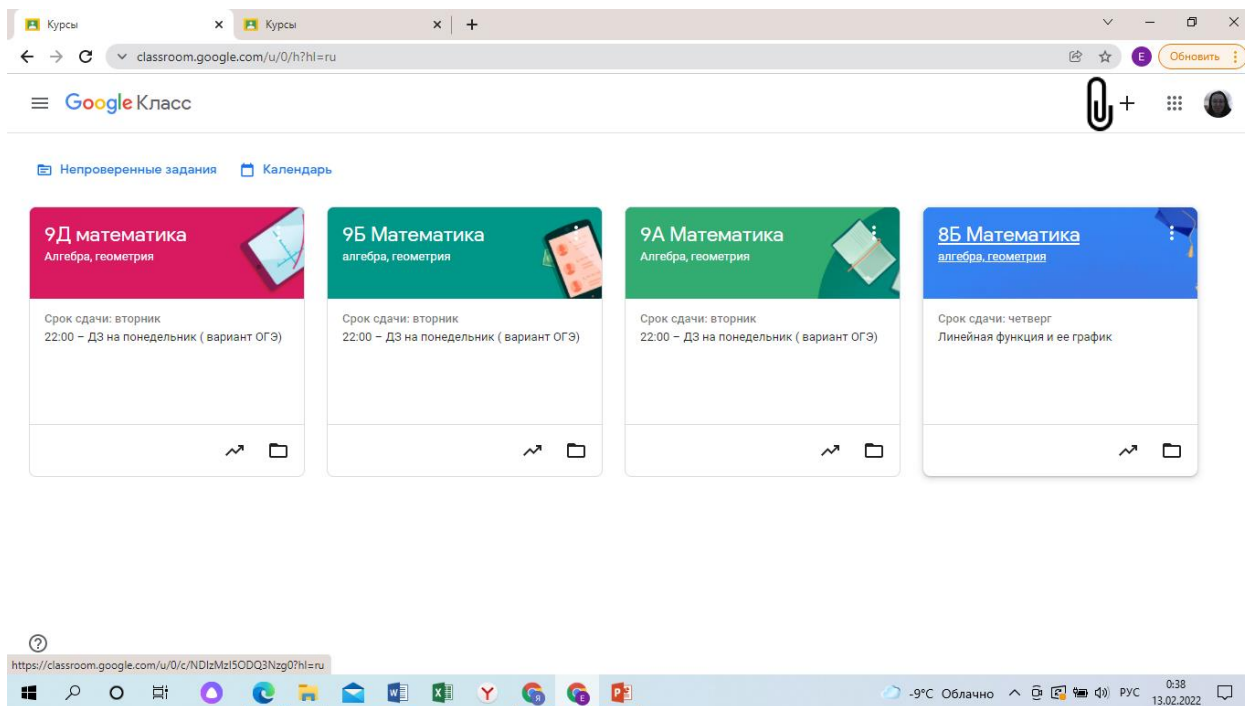 Курсы
Курсы
classroom.google.com/u/0/h?hl=ru
E
Обновить
Google Класс
Непроверенные задания
Календарь
9Д математика
Алгебра, геометрия
Срок сдачи: вторник
22:00 – ДЗ на понедельник ( вариант ОГЭ)
9Б Математика
алгебра, геометрия
Срок сдачи: вторник
22:00 – ДЗ на понедельник ( вариант ОГЭ)
9А Математика
Алгебра, геометрия
Срок сдачи: вторник
22:00 – ДЗ на понедельник ( вариант ОГЭ)
8Б Математика
алгебра, геометрия
Срок сдачи: четверг
Линейная функция и ее график
https://classroom.google.com/u/0/c/NDIzMzI5ODQ3Nzg0?hl=ru
-9°C Облачно
РУС
0:38
13.02.2022